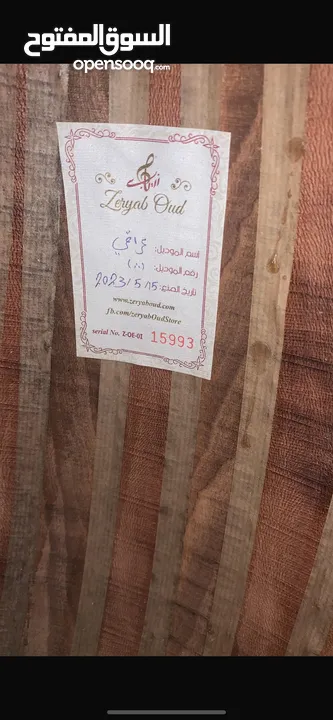 السوق المفتوح
opensooq.com
زرياب
Zeryab Oud
اسم الموديل: عراقي
رقم الموديل:
تاريخ الصنع: 2023/5/15
www.zeryaboud.com
fb.com/zeryabOudStore
serial No. Z-OE-01 15993